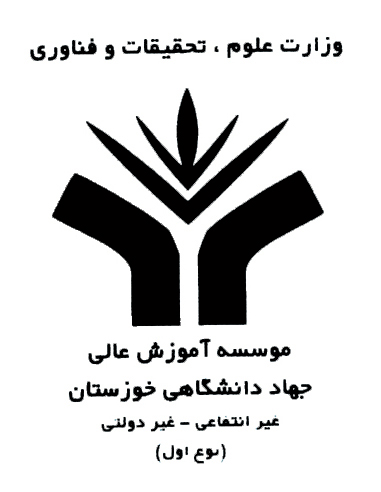 وزارت علوم ، تحقیقات و فناوری
موسسه آموزش عالی
جهاد دانشگاهی خوزستان
غیر انتفاعی - غیر دولتی
(نوع اول)